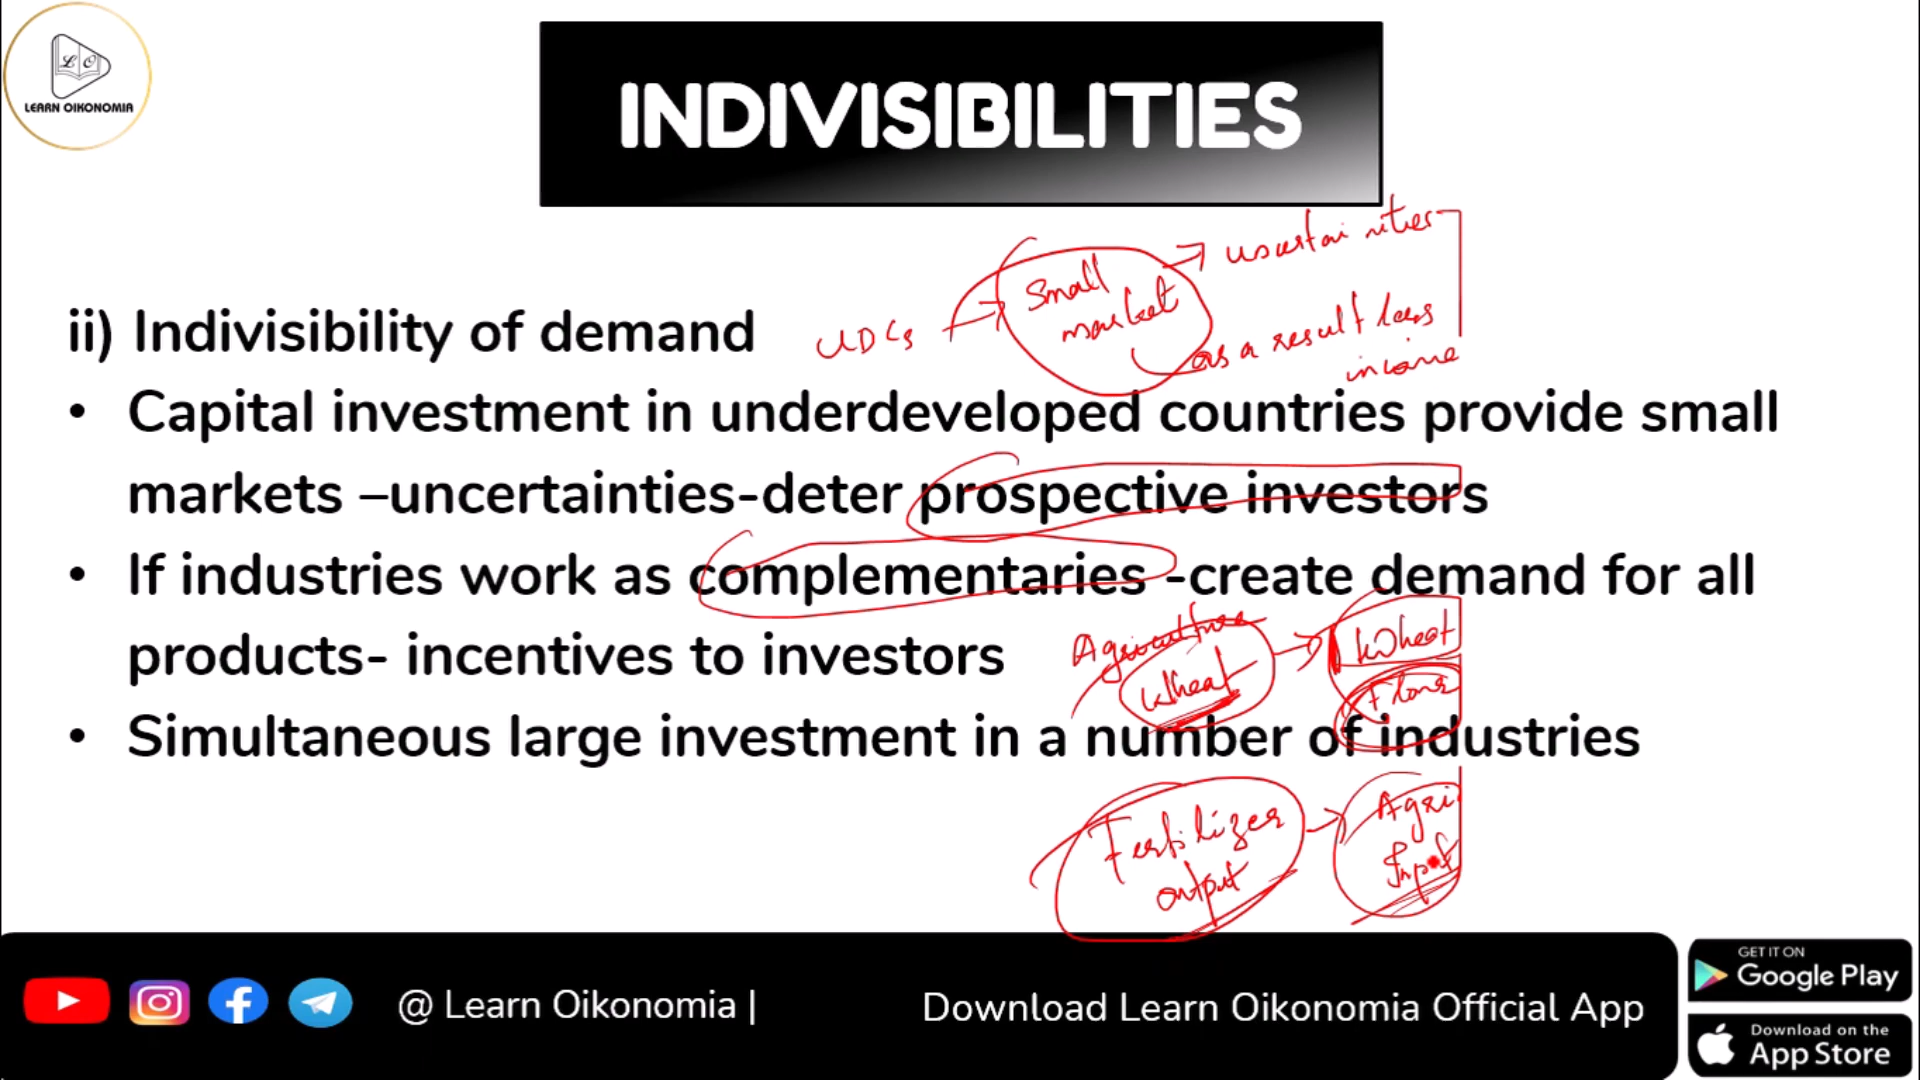 LO
LEARN OIKONOMIA
INDIVISIBILITIES
ii) Indivisibility of demand
UDCs
Small
market
uncertainities
as a result less
income
• Capital investment in underdeveloped countries provide small
markets –uncertainties-deter prospective investors
• If industries work as complementaries -create demand for all
products- incentives to investors
Agriculture
Wheat
Wheat
• Simultaneous large investment in a number of industries
Fertilizer
output
Agri
Input
@ Learn Oikonomia |
Download Learn Oikonomia Official App
GET IT ON
Google Play
Download on the
App Store